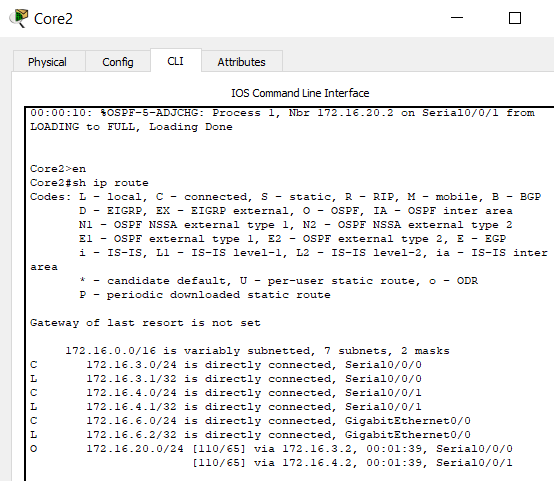 Core2
Physical Config CLI Attributes
IOS Command Line Interface
00:00:10: %OSPF-5-ADJCHG: Process 1, Nbr 172.16.20.2 on Serial0/0/1 from
LOADING to FULL, Loading Done
Core2>en
Core2#sh ip route
Codes: L - local, C - connected, S - static, R - RIP, M - mobile, B - BGP
D - EIGRP, EX - EIGRP external, O - OSPF, IA - OSPF inter area
N1 - OSPF NSSA external type 1, N2 - OSPF NSSA external type 2
E1 - OSPF external type 1, E2 - OSPF external type 2, E - EGP
i - IS-IS, L1 - IS-IS level-1, L2 - IS-IS level-2, ia - IS-IS inter
area
* - candidate default, U - per-user static route, o - ODR
P - periodic downloaded static route
Gateway of last resort is not set
172.16.0.0/16 is variably subnetted, 7 subnets, 2 masks
C 172.16.3.0/24 is directly connected, Serial0/0/0
L 172.16.3.1/32 is directly connected, Serial0/0/0
C 172.16.4.0/24 is directly connected, Serial0/0/1
L 172.16.4.1/32 is directly connected, Serial0/0/1
C 172.16.6.0/24 is directly connected, GigabitEthernet0/0
L 172.16.6.2/32 is directly connected, GigabitEthernet0/0
O 172.16.20.0/24 [110/65] via 172.16.3.2, 00:01:39, Serial0/0/0
[110/65] via 172.16.4.2, 00:01:39, Serial0/0/1